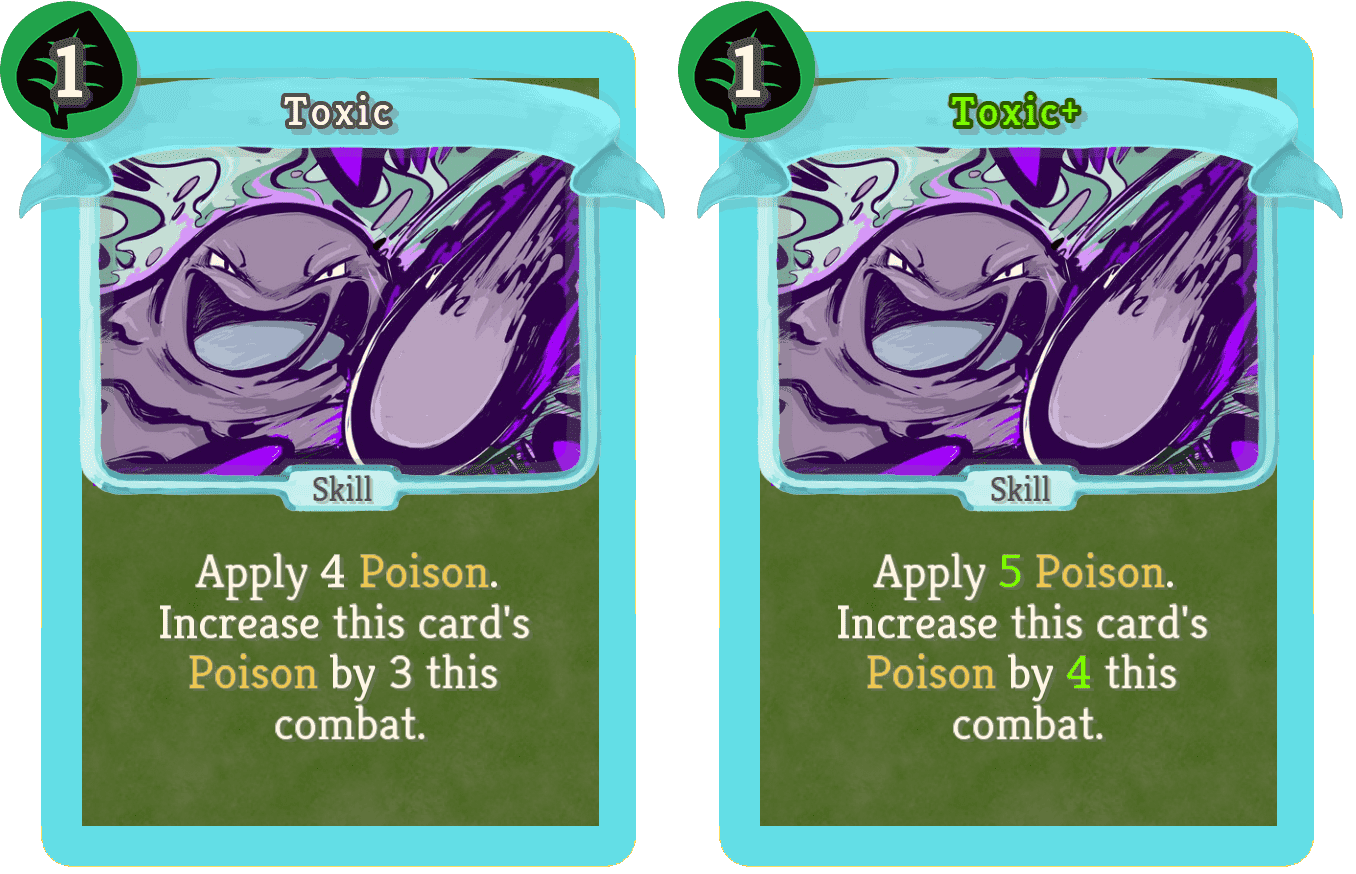 1
Toxic
Skill
Apply 4 Poison.
Increase this card's
Poison by 3 this
combat.
1
Toxic+
Skill
Apply 5 Poison.
Increase this card's
Poison by 4 this
combat.